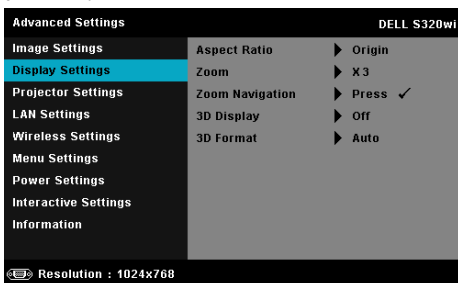 Advanced Settings DELL S320wi
Image Settings Aspect Ratio Origin
Display Settings Zoom X3
Projector Settings Zoom Navigation Press ✓
LAN Settings 3D Display Off
Wireless Settings 3D Format Auto
Menu Settings
Power Settings
Interactive Settings
Information
Resolution : 1024x768